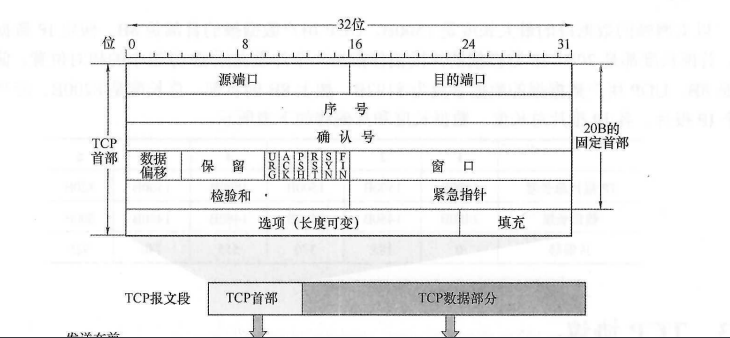 32位
位 0 8 16 24 31
源端口 目的端口
序 号
确 认 号
TCP首部
20B的固定首部
数据偏移 保 留 URG ACK PSH RST SYN FIN 窗 口
检验和 紧急指针
选项（长度可变） 填充
TCP报文段 TCP首部 TCP数据部分